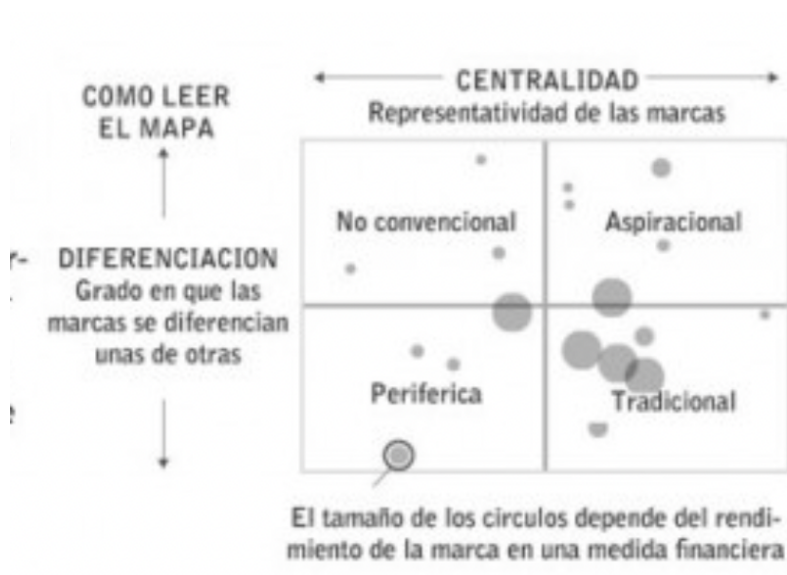 COMO LEER
EL MAPA
CENTRALIDAD
Representatividad de las marcas
DIFERENCIACION
Grado en que las
marcas se diferencian
unas de otras
No convencional
Aspiracional
Periferica
Tradicional
El tamaño de los circulos depende del rendi-
miento de la marca en una medida financiera